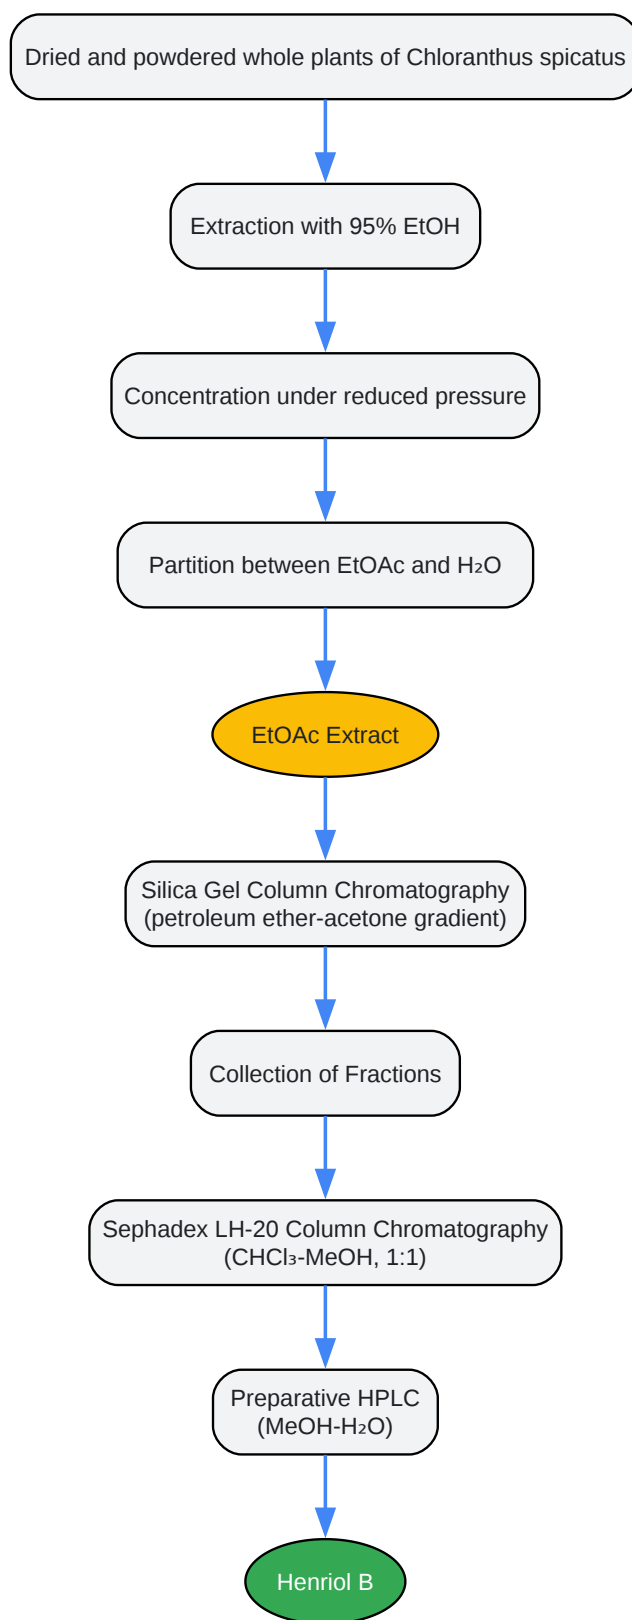 Dried and powdered whole plants of Chloranthus spicatus
Extraction with 95% EtOH
Concentration under reduced pressure
Partition between EtOAc and H₂O
EtOAc Extract
Silica Gel Column Chromatography
(petroleum ether-acetone gradient)
Collection of Fractions
Sephadex LH-20 Column Chromatography
(CHCl₃-MeOH, 1:1)
Preparative HPLC
(MeOH-H₂O)
Henriol B